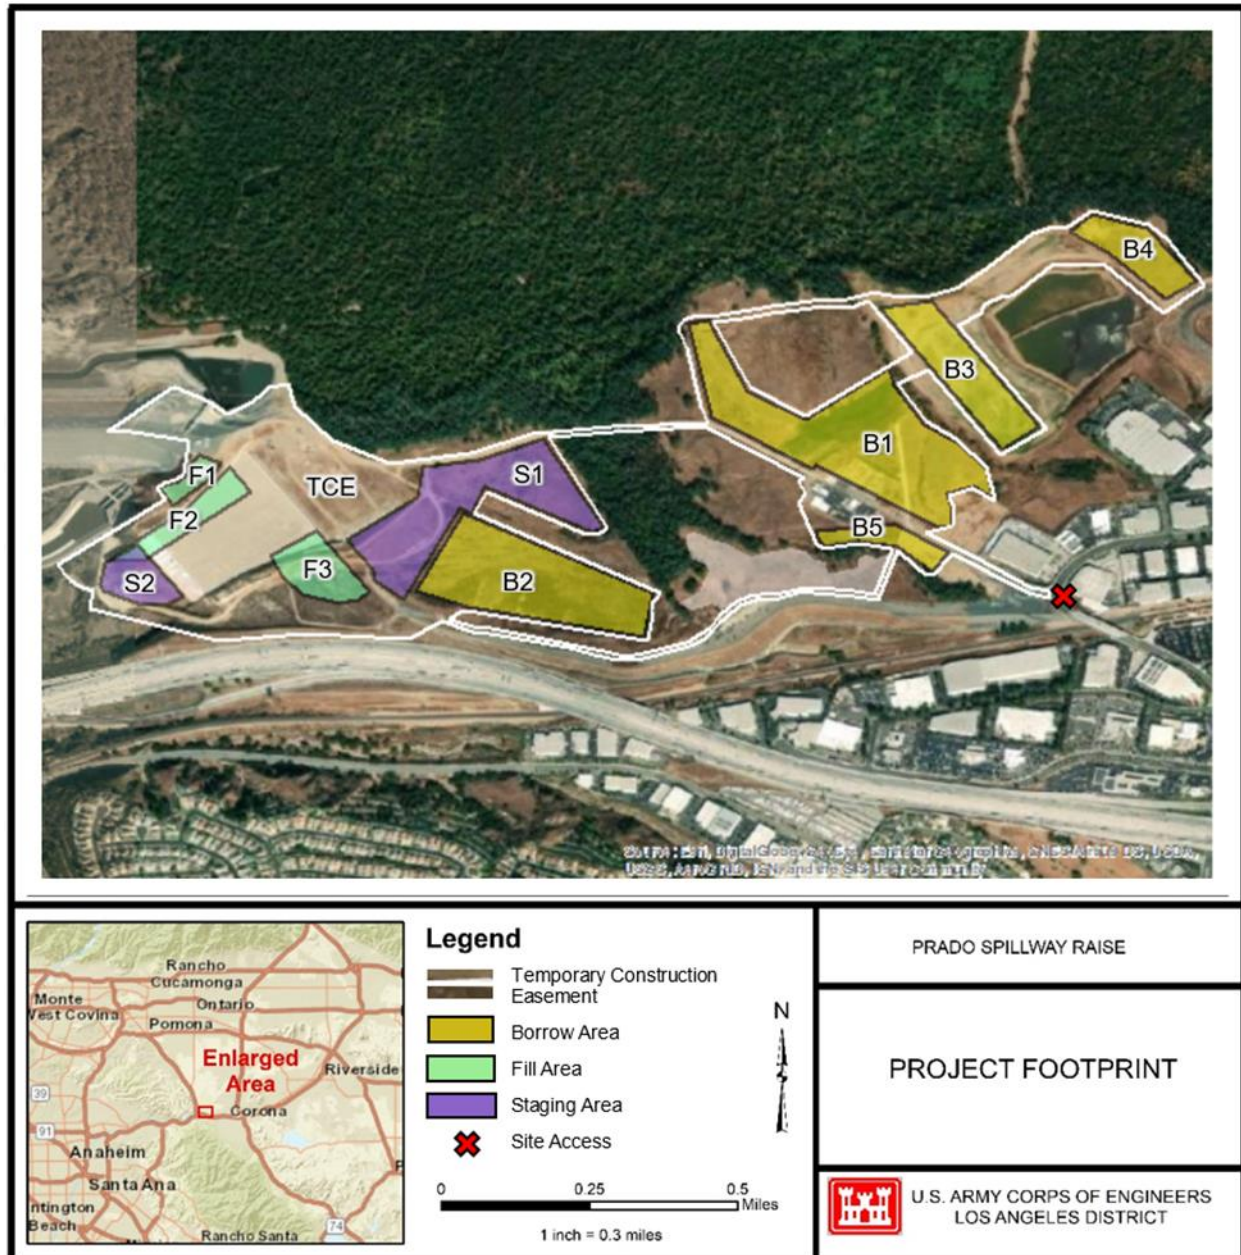 B4
B3
B1
S1
F1
TCE
F2
B5
F3
S2
B2
Rancho
Cucamonga
Monte
Ontario
West Covina
Pomona
Enlarged
Area
Riverside
39
Corona
91
Anaheim
Santa Ana
ntington
Beach
74
Rancho Santa
Legend
Temporary Construction
Easement
Borrow Area
Fill Area
Staging Area
Site Access
N
0 0.25 0.5
Miles
1 inch = 0.3 miles
PRADO SPILLWAY RAISE
PROJECT FOOTPRINT
U.S. ARMY CORPS OF ENGINEERS
LOS ANGELES DISTRICT